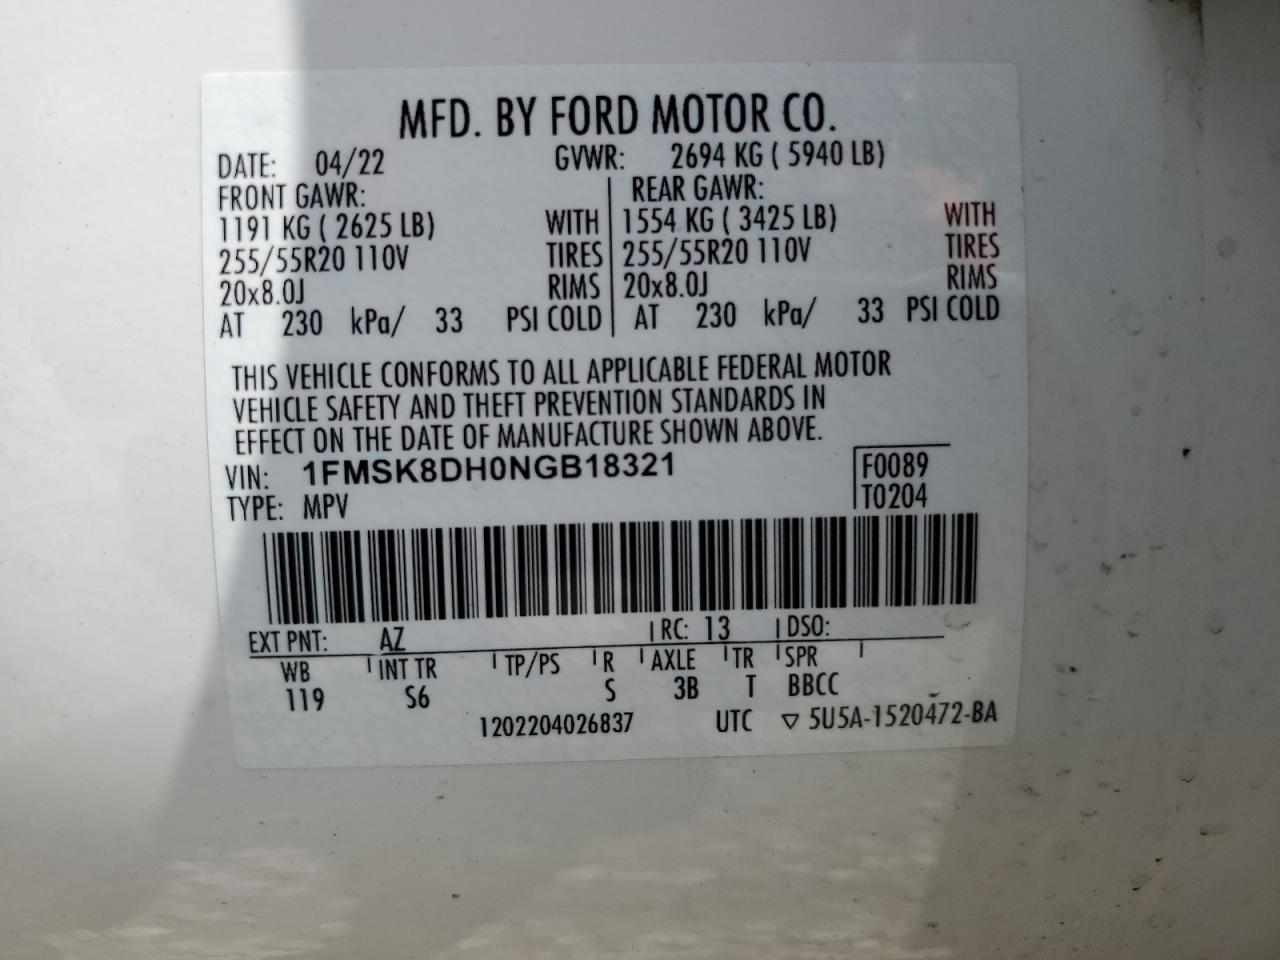 MFD. BY FORD MOTOR CO.
DATE: 04/22 GVWR: 2694 KG ( 5940 LB)
FRONT GAWR: REAR GAWR:
1191 KG ( 2625 LB) WITH 1554 KG ( 3425 LB) WITH
255/55R20 110V TIRES 255/55R20 110V TIRES
20x8.0J RIMS 20x8.0J RIMS
AT 230 kPa/ 33 PSI COLD AT 230 kPa/ 33 PSI COLD
THIS VEHICLE CONFORMS TO ALL APPLICABLE FEDERAL MOTOR
VEHICLE SAFETY AND THEFT PREVENTION STANDARDS IN
EFFECT ON THE DATE OF MANUFACTURE SHOWN ABOVE.
VIN: 1FMSK8DH0NGB18321 F0089
TYPE: MPV T0204
EXT PNT: AZ RC: 13 DSO:
WB INT TR TP/PS R AXLE TR SPR
119 S6 S 3B T BBCC
1202204026837 UTC ▽ 5U5A-1520472-BA